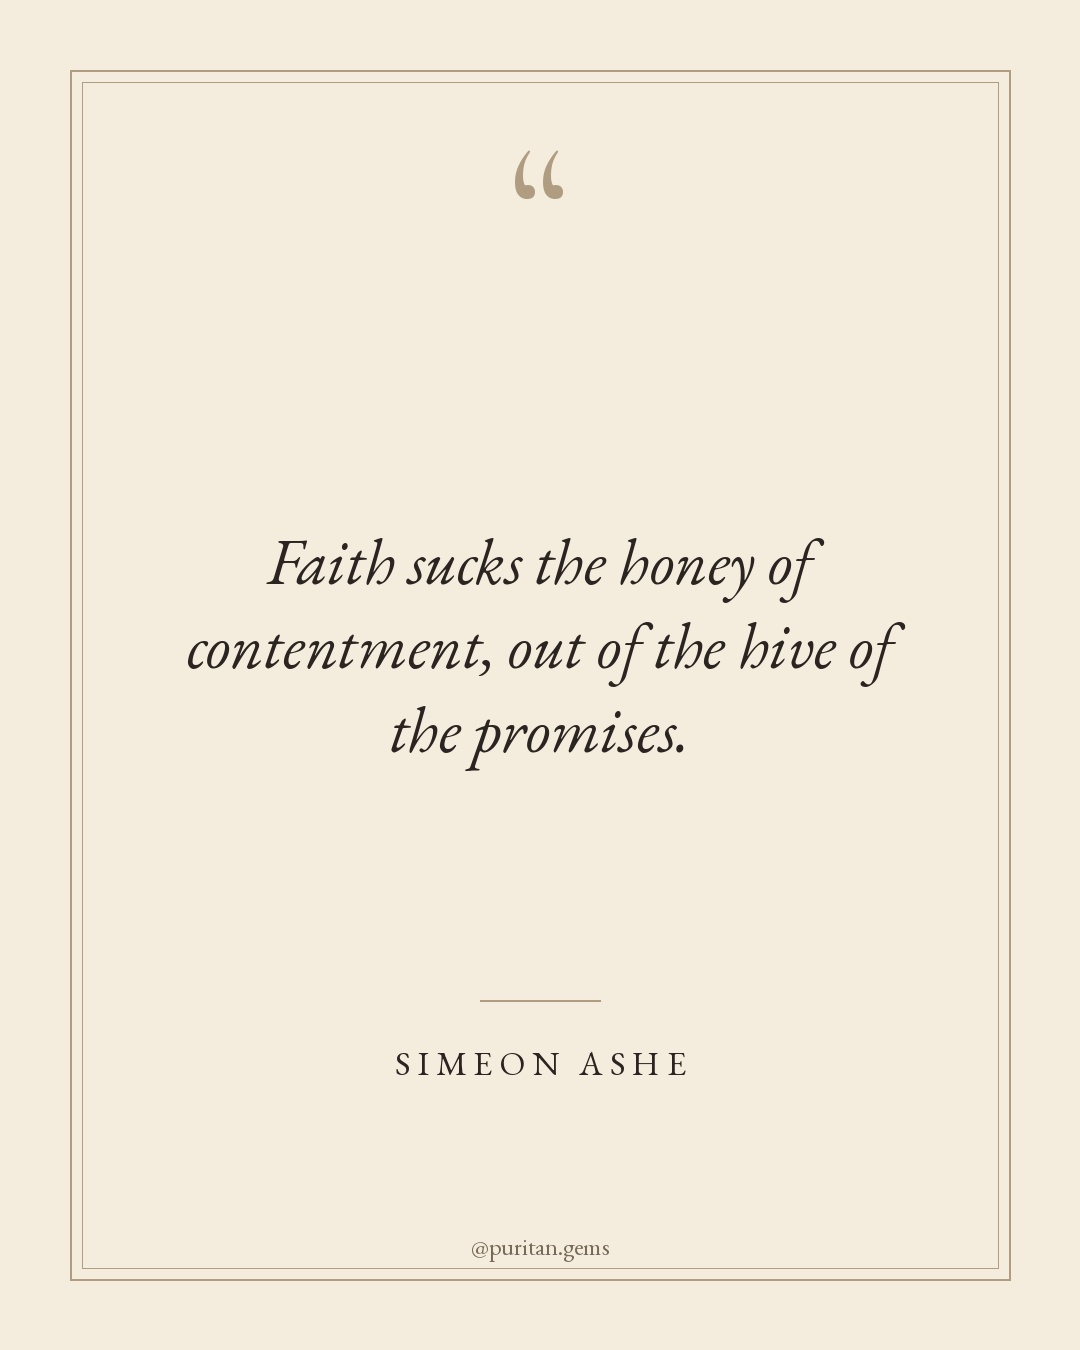 “
Faith sucks the honey of
contentment, out of the hive of
the promises.
SIMEON ASHE
@puritan.gems